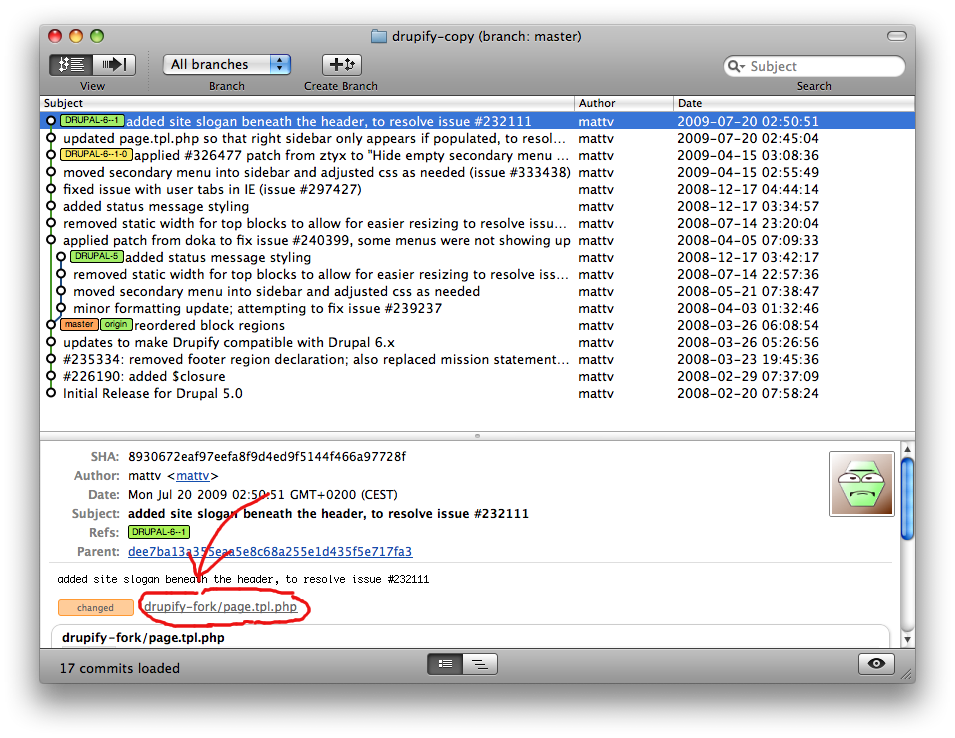 drupify-copy (branch: master)
All branches
Subject
View
Branch
Create Branch
Search
Subject Author Date
DRUPAL-6--1 added site slogan beneath the header, to resolve issue #232111 mattv 2009-07-20 02:50:51
updated page.tpl.php so that right sidebar only appears if populated, to resol... mattv 2009-07-20 02:45:04
DRUPAL-6--1-0 applied #326477 patch from ztyx to "Hide empty secondary menu ... mattv 2009-04-15 03:08:36
moved secondary menu into sidebar and adjusted css as needed (issue #333438) mattv 2009-04-15 02:55:49
fixed issue with user tabs in IE (issue #297427) mattv 2008-12-17 04:44:14
added status message styling mattv 2008-12-17 03:34:57
removed static width for top blocks to allow for easier resizing to resolve issu... mattv 2008-07-14 23:20:04
applied patch from doka to fix issue #240399, some menus were not showing up mattv 2008-04-05 07:09:33
DRUPAL-5 added status message styling mattv 2008-12-17 03:42:17
removed static width for top blocks to allow for easier resizing to resolve iss... mattv 2008-07-14 22:57:36
moved secondary menu into sidebar and adjusted css as needed mattv 2008-05-21 07:38:47
minor formatting update; attempting to fix issue #239237 mattv 2008-04-03 01:32:46
master origin reordered block regions mattv 2008-03-26 06:08:54
updates to make Drupify compatible with Drupal 6.x mattv 2008-03-26 05:26:56
#235334: removed footer region declaration; also replaced mission statement... mattv 2008-03-23 19:45:36
#226190: added $closure mattv 2008-02-29 07:37:09
Initial Release for Drupal 5.0 mattv 2008-02-20 07:58:24
SHA: 8930672eaf97eefa8f9d4ed9f5144f466a97728f
Author: mattv <mattv>
Date: Mon Jul 20 2009 02:50:51 GMT+0200 (CEST)
Subject: added site slogan beneath the header, to resolve issue #232111
Refs: DRUPAL-6--1
Parent: dee7ba13a355eaa5e8c68a255e1d435f5e717fa3
added site slogan beneath the header, to resolve issue #232111
changed drupify-fork/page.tpl.php
drupify-fork/page.tpl.php
17 commits loaded